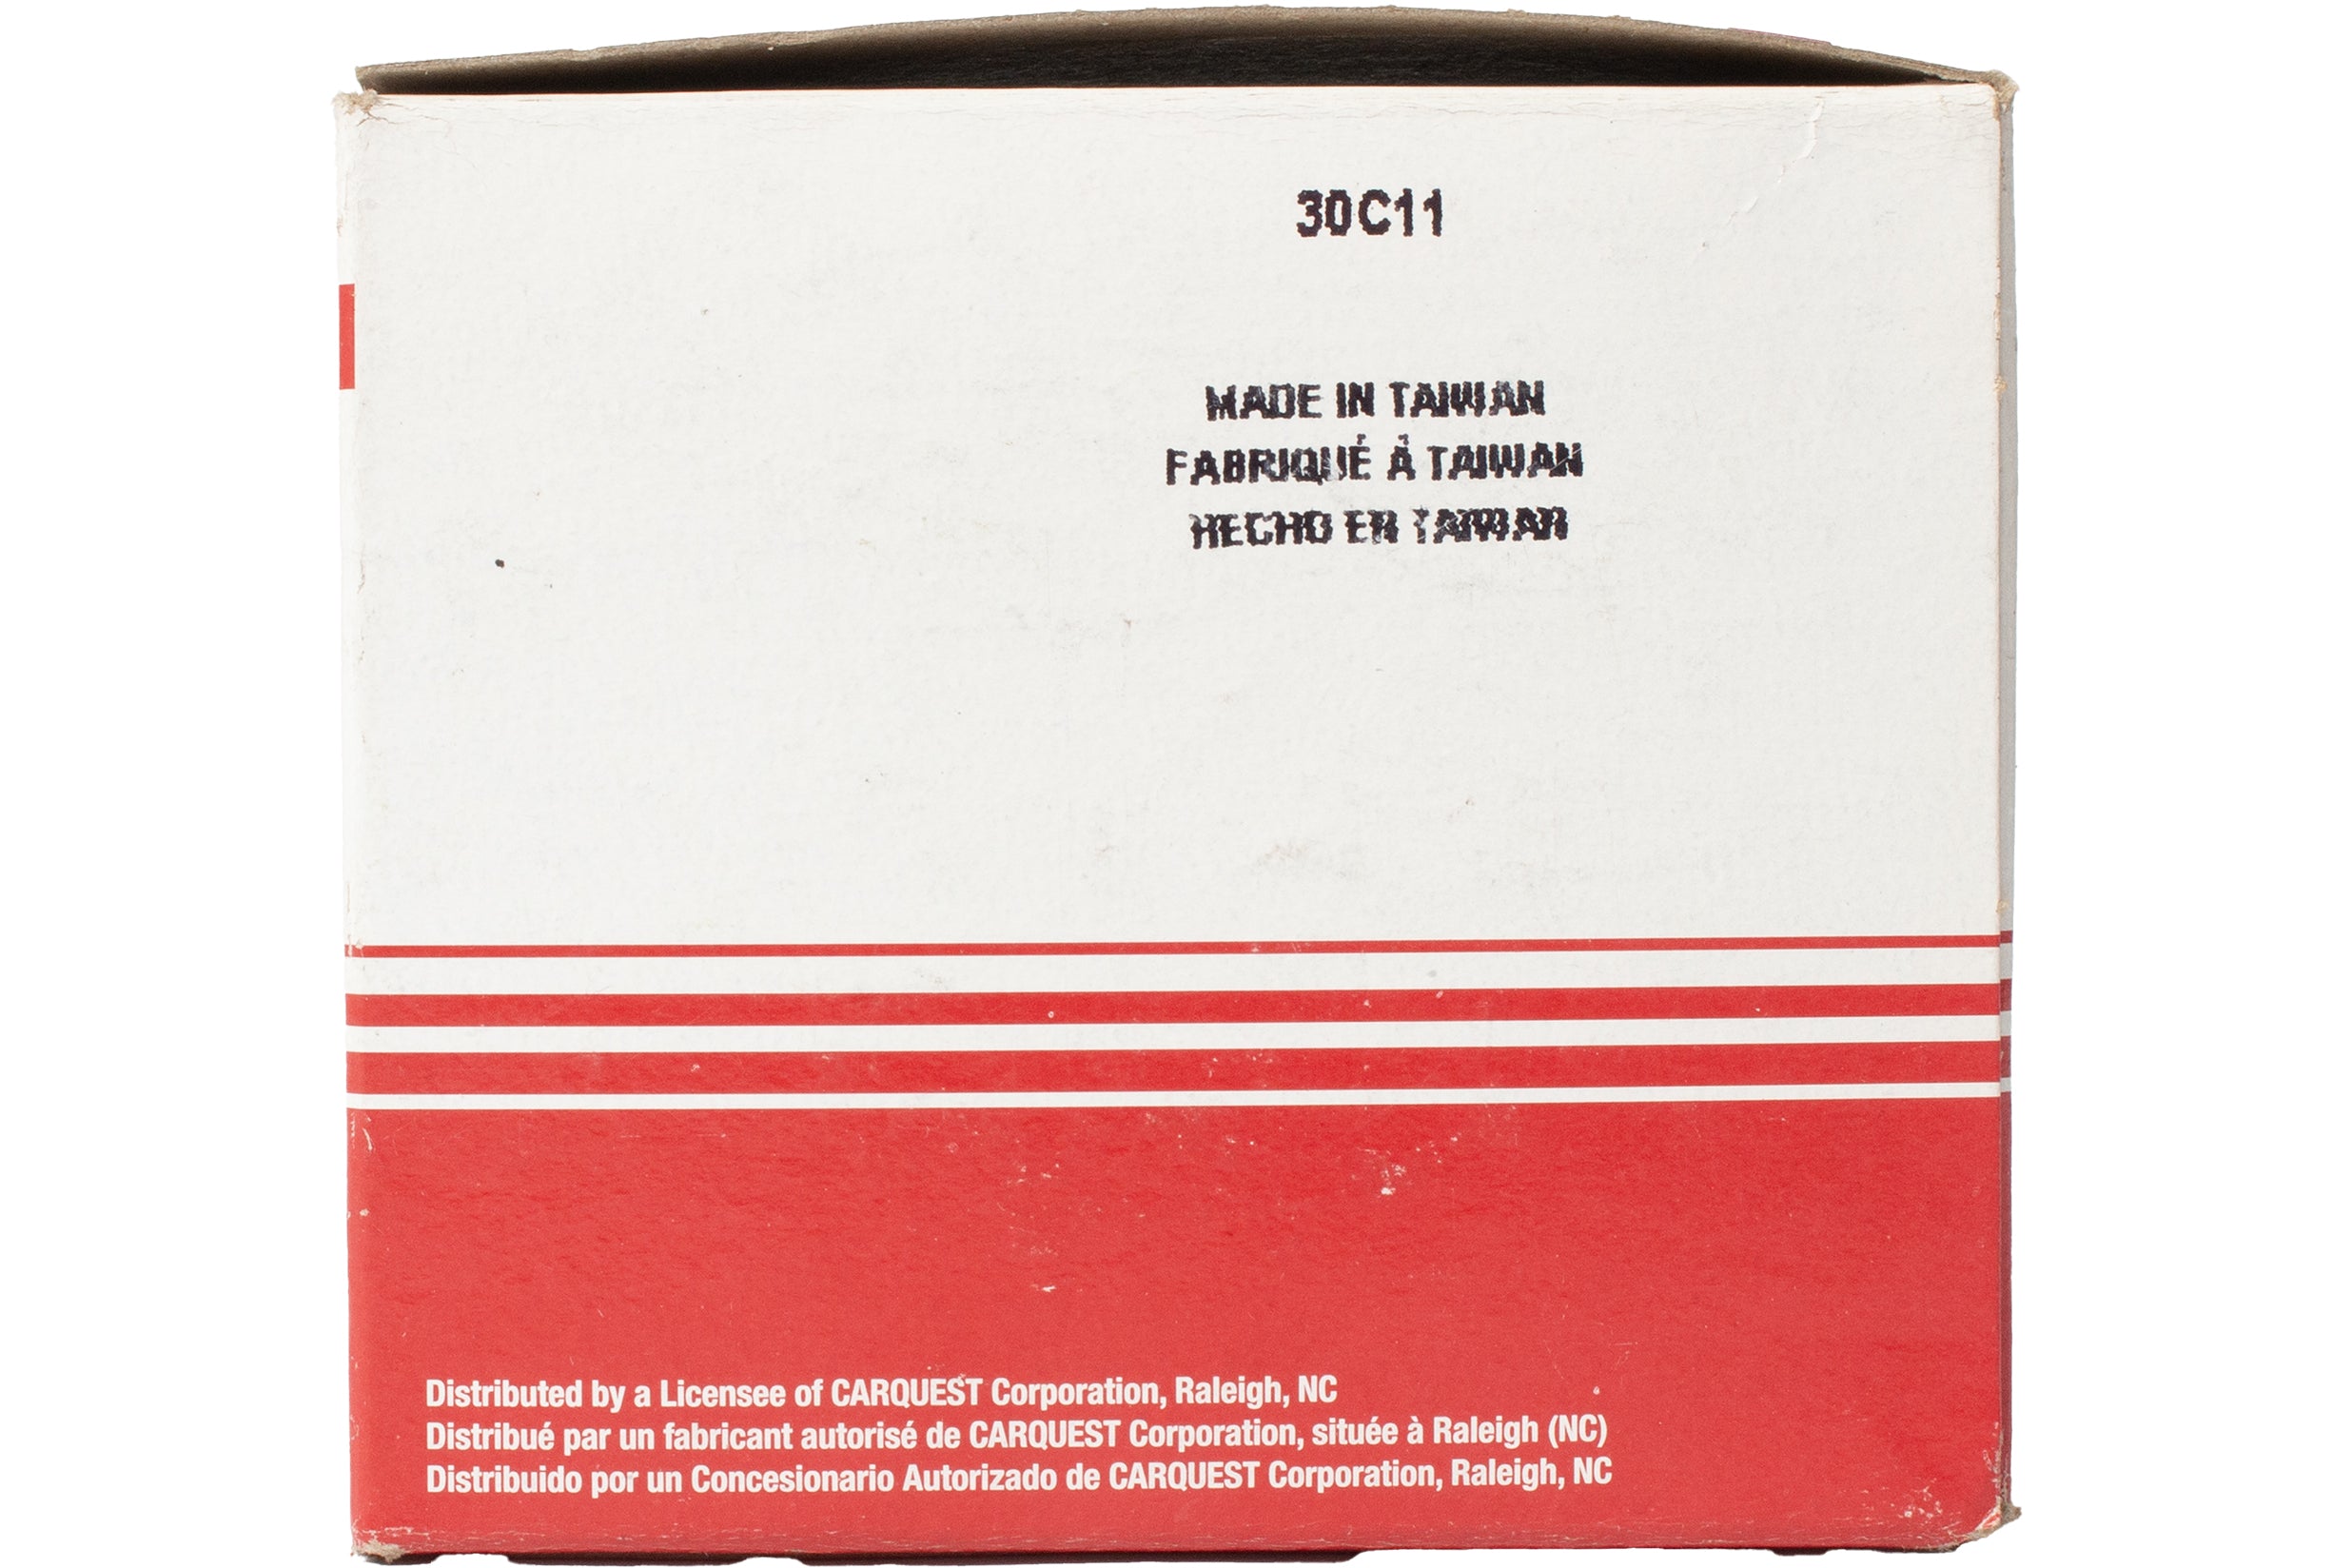 30C11
MADE IN TAIWAN
FABRIQUÉ À TAIWAN
HECHO EN TAIWAN
Distributed by a Licensee of CARQUEST Corporation, Raleigh, NC
Distribué par un fabricant autorisé de CARQUEST Corporation, située à Raleigh (NC)
Distribuido por un Concesionario Autorizado de CARQUEST Corporation, Raleigh, NC